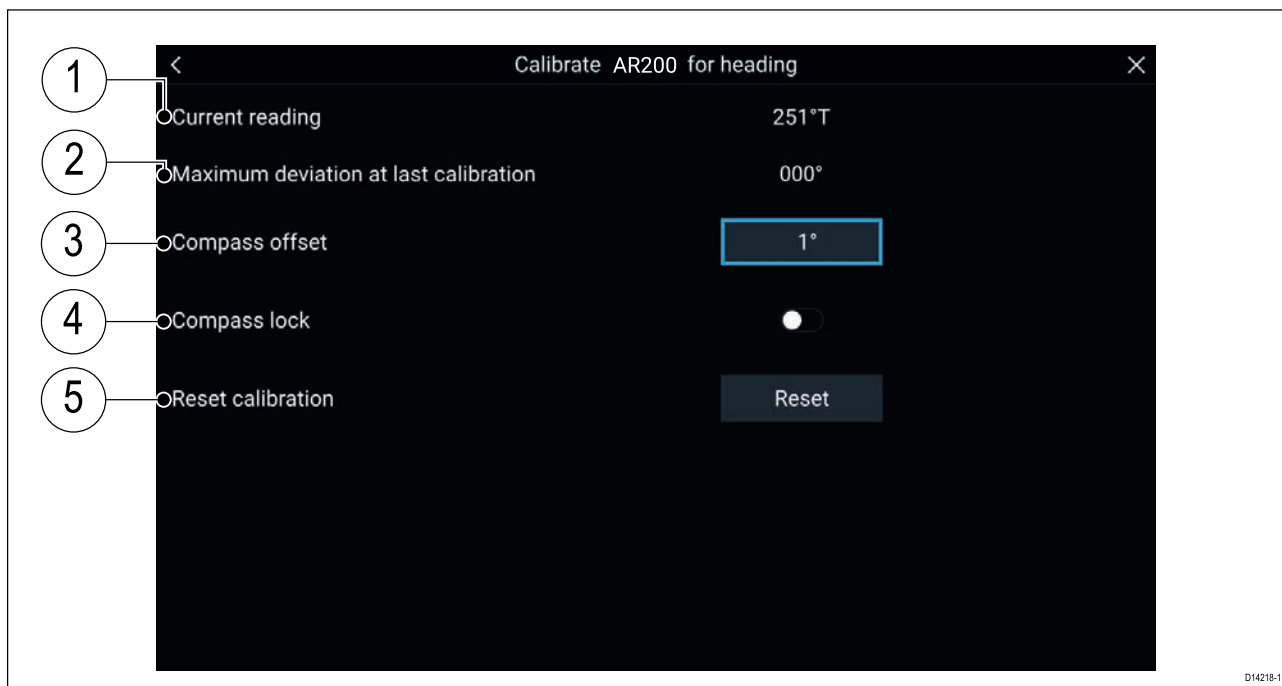 Calibrate AR200 for heading
1
Current reading 251°T
2
Maximum deviation at last calibration 000°
3
Compass offset 1°
4
Compass lock
5
Reset calibration Reset
D14218-1